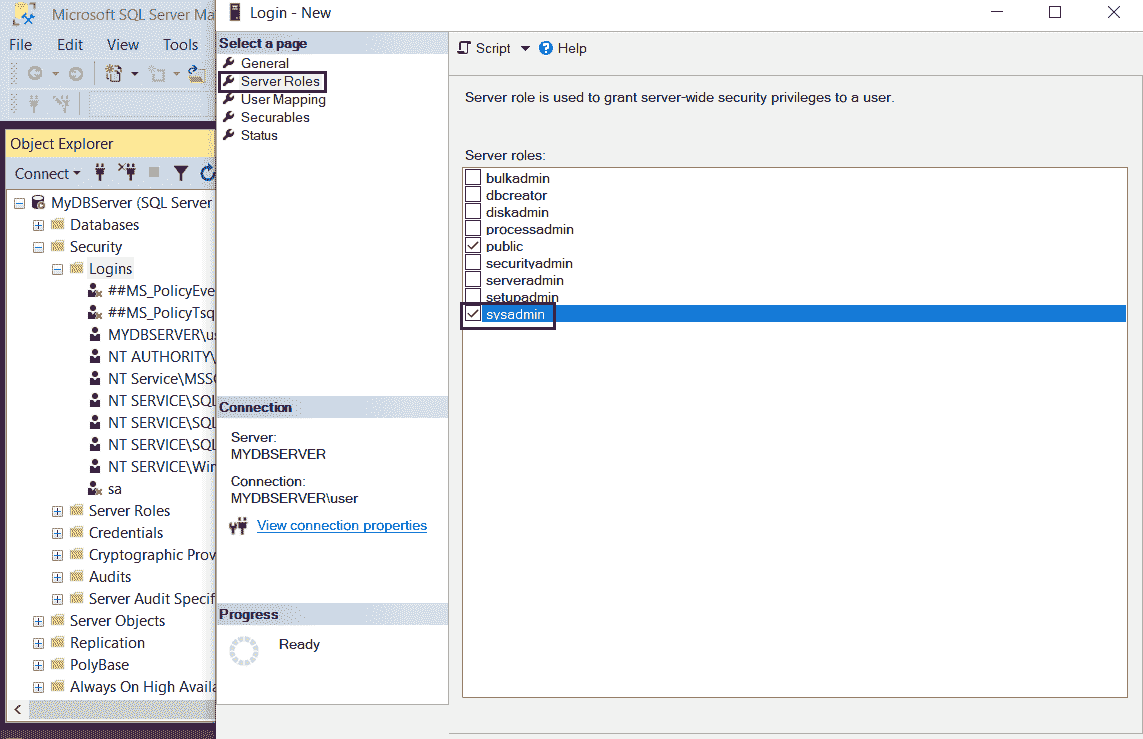 Microsoft SQL Server Ma
File Edit View Tools
Object Explorer
Connect
MyDBServer (SQL Server
Databases
Security
Logins
##MS_PolicyEve
##MS_PolicyTsq
MYDBSERVER\us
NT AUTHORITY\
NT Service\MSSQ
NT SERVICE\SQL
NT SERVICE\SQL
NT SERVICE\SQL
NT SERVICE\Win
sa
Server Roles
Credentials
Cryptographic Prov
Audits
Server Audit Specif
Server Objects
Replication
PolyBase
Always On High Availa
Login - New
Select a page
General
Server Roles
User Mapping
Securables
Status
Connection
Server:
MYDBSERVER
Connection:
MYDBSERVER\user
View connection properties
Progress
Ready
Script Help
Server role is used to grant server-wide security privileges to a user.
Server roles:
bulkadmin
dbcreator
diskadmin
processadmin
public
securityadmin
serveradmin
setupadmin
sysadmin